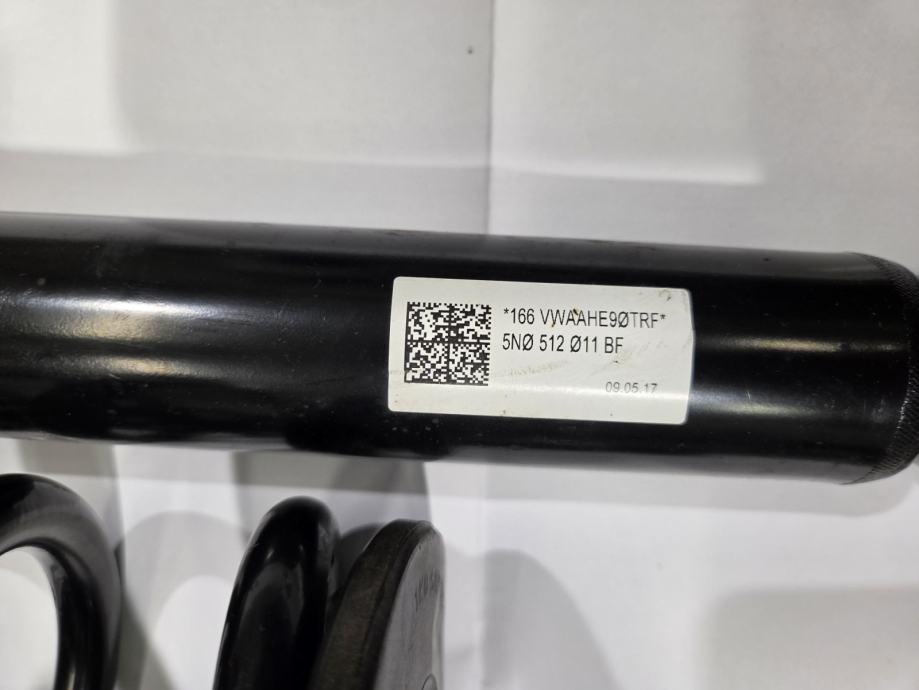 *166 VWAAHE9ØTRF*
5NØ 512 Ø11 BF
09.05.17